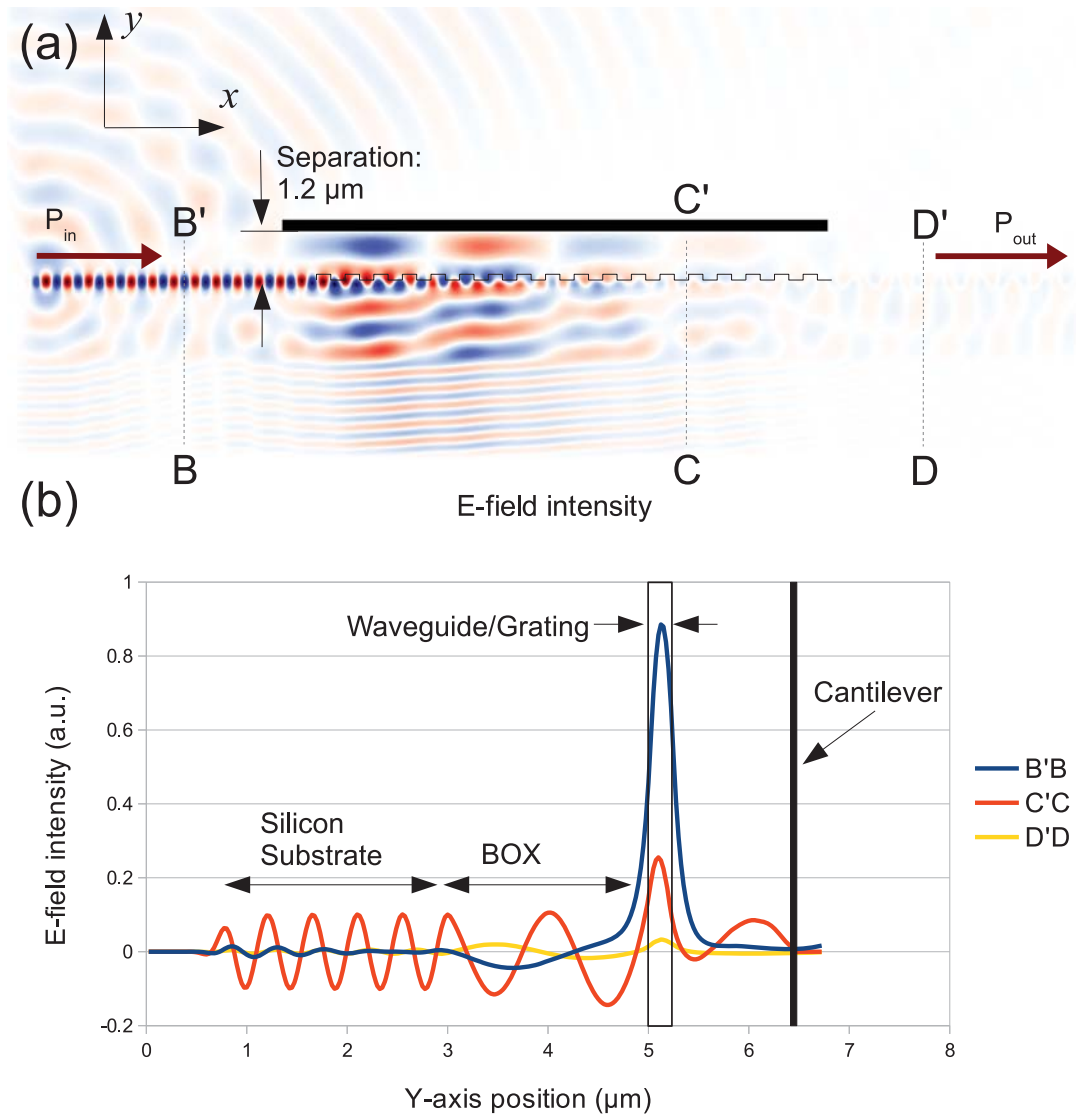 (a)
y
x
Separation:
1.2 μm
P in
B'
C'
D'
P out
B
C
D
(b)
E-field intensity
E-field intensity (a.u.)
1
0.8
0.6
0.4
0.2
0
-0.2
Waveguide/Grating
Cantilever
Silicon
Substrate
BOX
B'B
C'C
D'D
0 1 2 3 4 5 6 7 8
Y-axis position (μm)